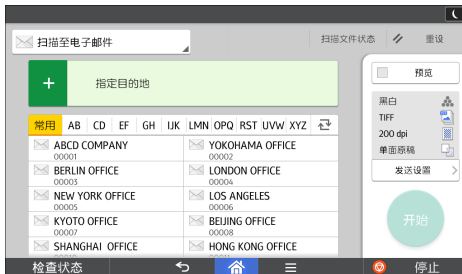 扫描至电子邮件
扫描文件状态 重设
指定目的地
预览
常用 AB CD EF GH IJK LMN OPQ RST UVW XYZ
黑白
TIFF
200 dpi
单面原稿
发送设置
ABCD COMPANY
00001
YOKOHAMA OFFICE
00002
BERLIN OFFICE
00003
LONDON OFFICE
00004
NEW YORK OFFICE
00005
LOS ANGELES
00006
KYOTO OFFICE
00007
BEIJING OFFICE
00008
SHANGHAI OFFICE
HONG KONG OFFICE
开始
检查状态
停止